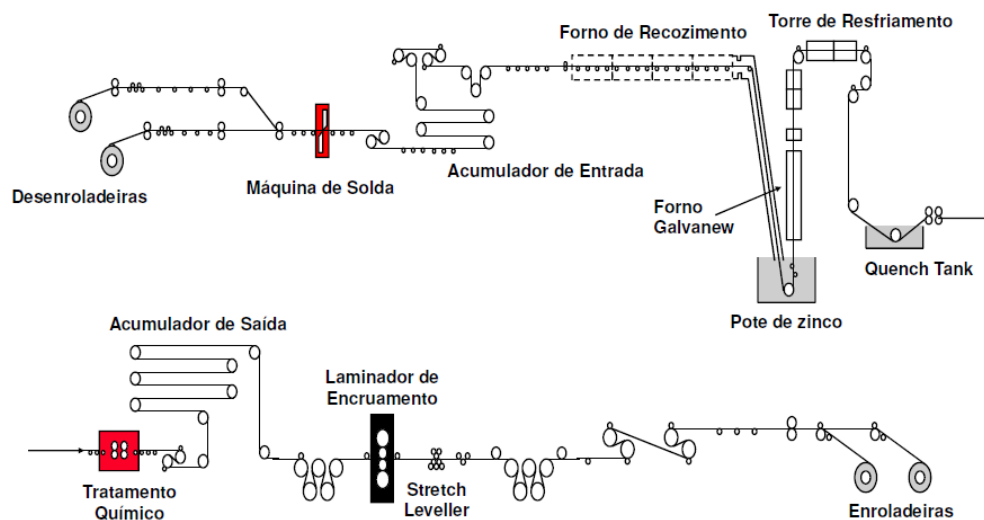 Torre de Resfriamento
Forno de Recozimento
Desenroladeiras
Máquina de Solda
Acumulador de Entrada
Forno
Galvanew
Quench Tank
Pote de zinco
Acumulador de Saída
Laminador de
Encruamento
Tratamento
Químico
Stretch
Leveller
Enroladeiras